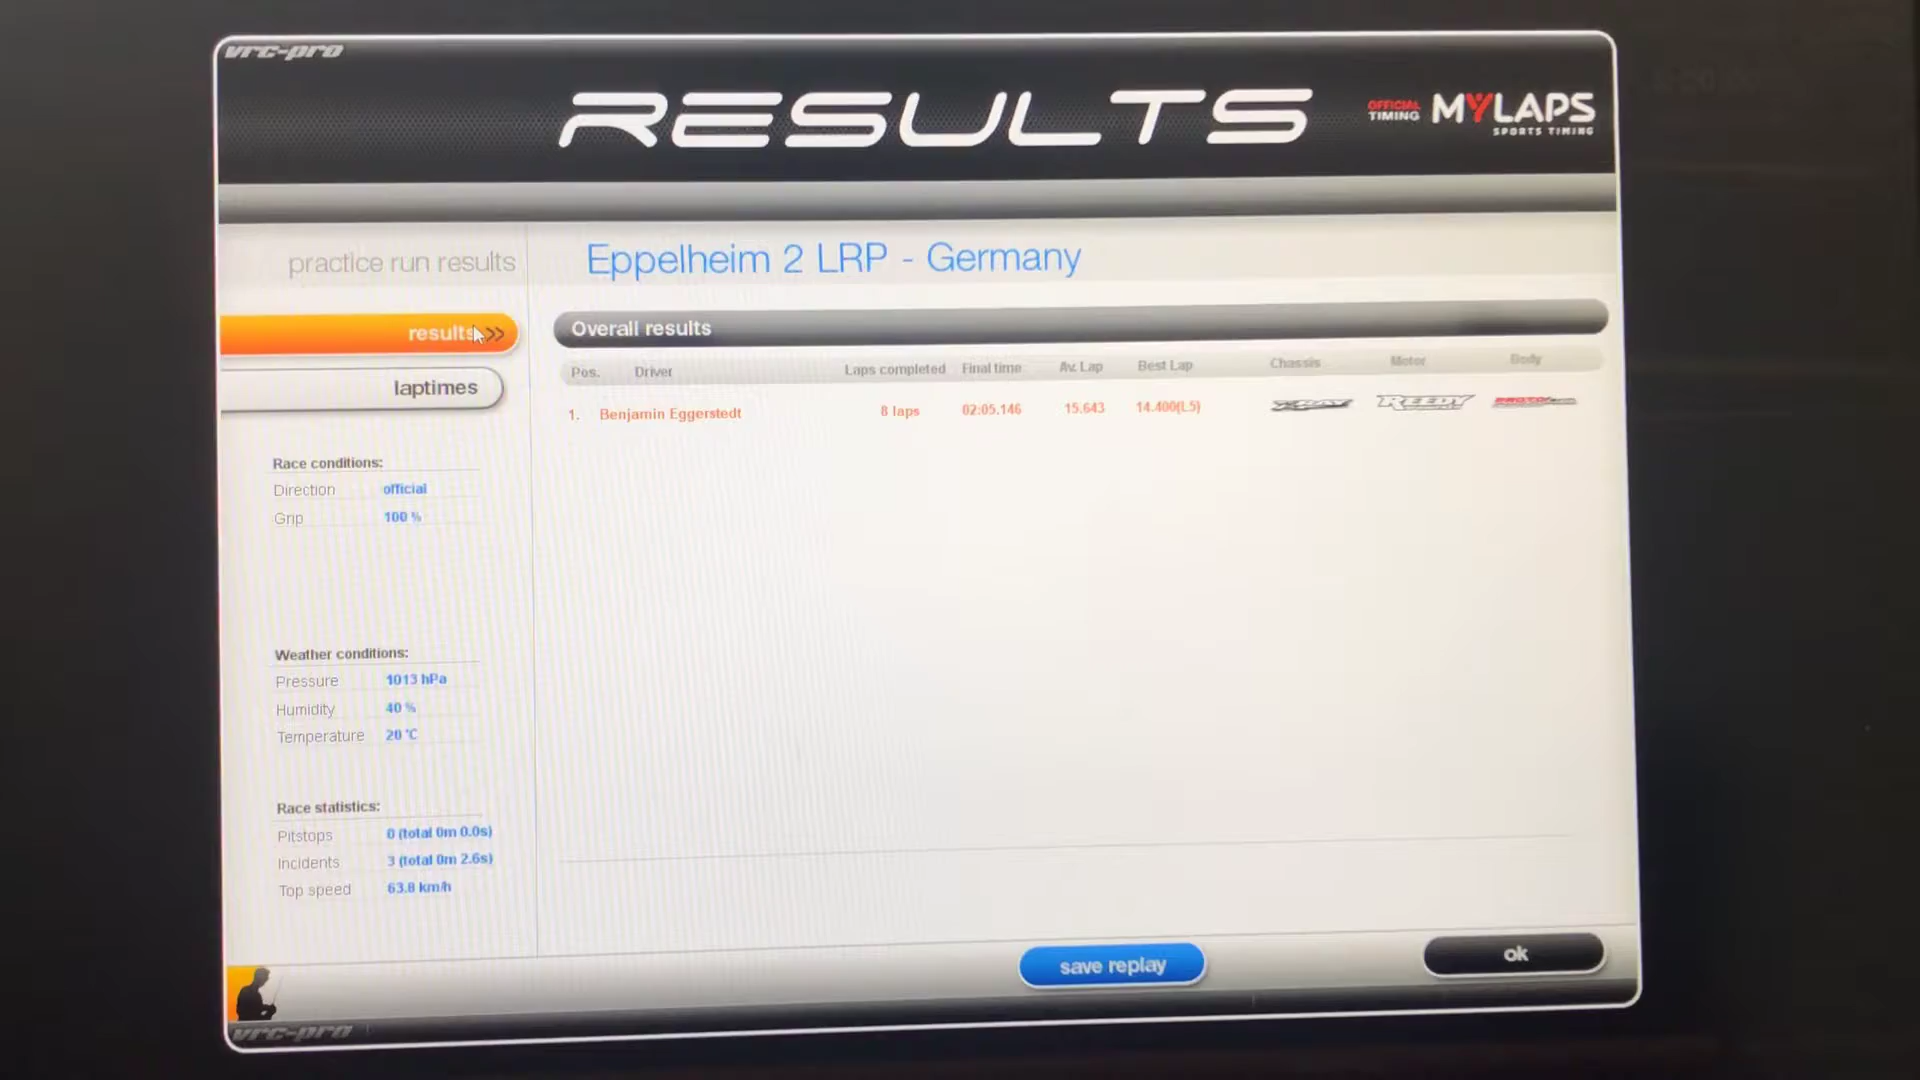 vrc-pro
RESULTS
OFFICIAL TIMING MYLAPS SPORTS TIMING
practice run results
Eppelheim 2 LRP - Germany
results >>
laptimes
Overall results
Pos. Driver Laps completed Final time Av. Lap Best Lap Chassis Motor Body
1. Benjamin Eggerstedt 8 laps 02:05.146 15.643 14.400(L5) XRAY REEDY
Race conditions:
Direction official
Grip 100 %
Weather conditions:
Pressure 1013 hPa
Humidity 40 %
Temperature 20 °C
Race statistics:
Pitstops 0 (total 0m 0.0s)
Incidents 3 (total 0m 2.6s)
Top speed 63.8 km/h
save replay
ok
vrc-pro